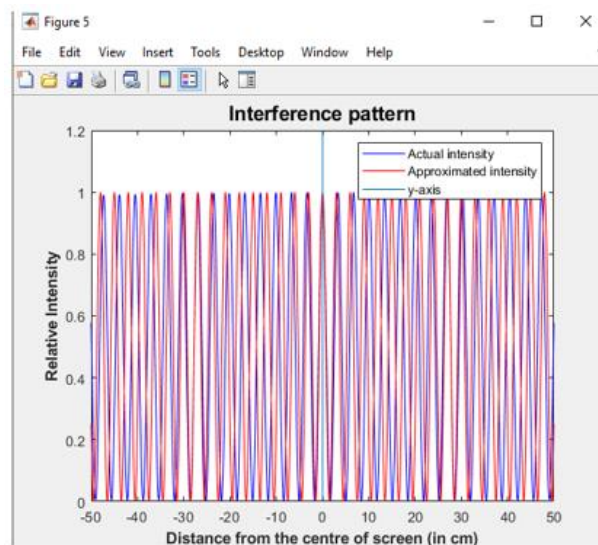 Figure 5
File Edit View Insert Tools Desktop Window Help
Interference pattern
Actual intensity
Approximated intensity
y-axis
Relative Intensity
1.2
1
0.8
0.6
0.4
0.2
0
-50 -40 -30 -20 -10 0 10 20 30 40 50
Distance from the centre of screen (in cm)